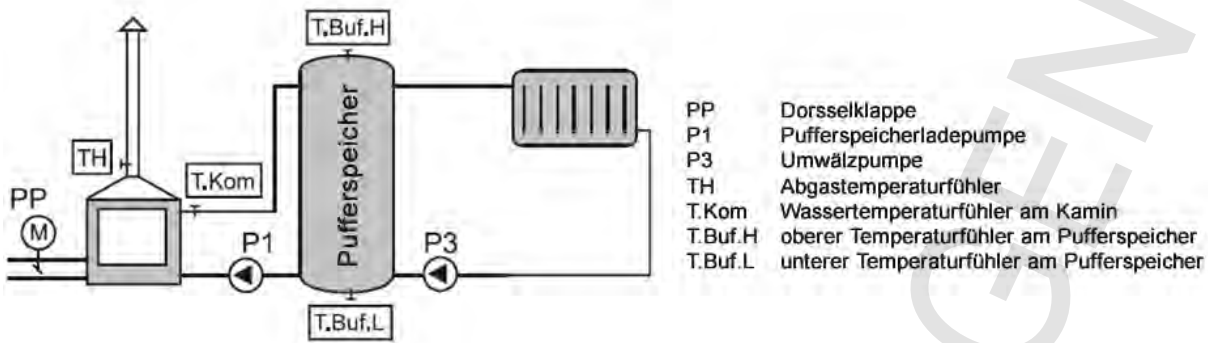 T.Buf.H
Pufferspeicher
TH
T.Kom
PP
M
P1
P3
T.Buf.L
PP Dorsselklappe
P1 Pufferspeicherladepumpe
P3 Umwälzpumpe
TH Abgastemperaturfühler
T.Kom Wassertemperaturfühler am Kamin
T.Buf.H oberer Temperaturfühler am Pufferspeicher
T.Buf.L unterer Temperaturfühler am Pufferspeicher
GEN